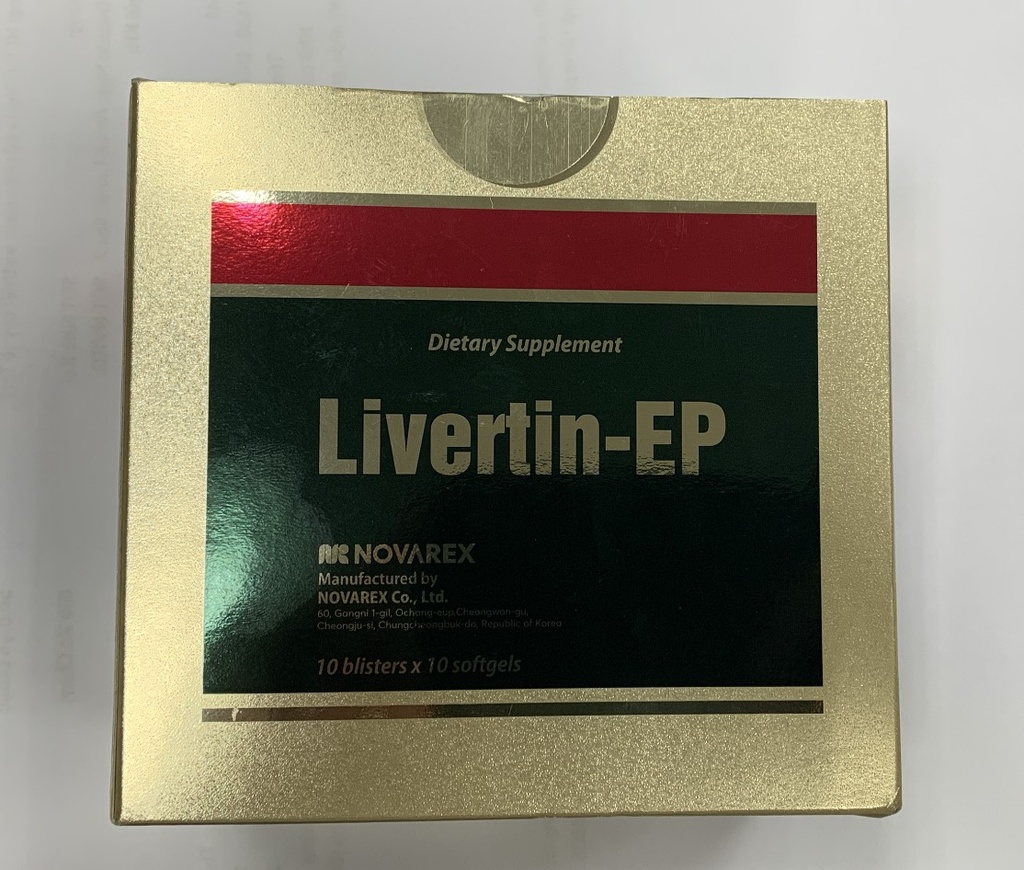 Dietary Supplement
Livertin-EP
NOVAREX
Manufactured by
NOVAREX Co., Ltd.
60, Gangni 1-gil, Ochang-eup,Cheongwon-gu,
Cheongju-si, Chungcheongbuk-do, Republic of Korea
10 blisters x 10 softgels